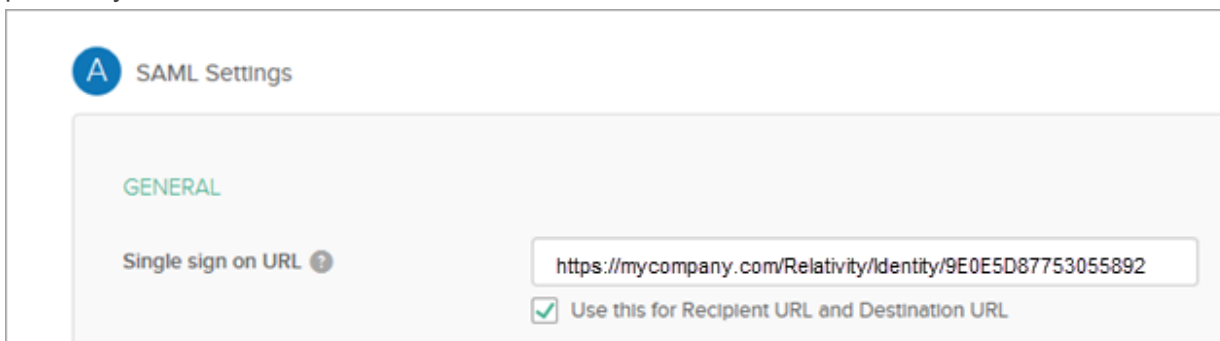 A SAML Settings
GENERAL
Single sign on URL ?
https://mycompany.com/Relativity/Identity/9E0E5D87753055892
Use this for Recipient URL and Destination URL